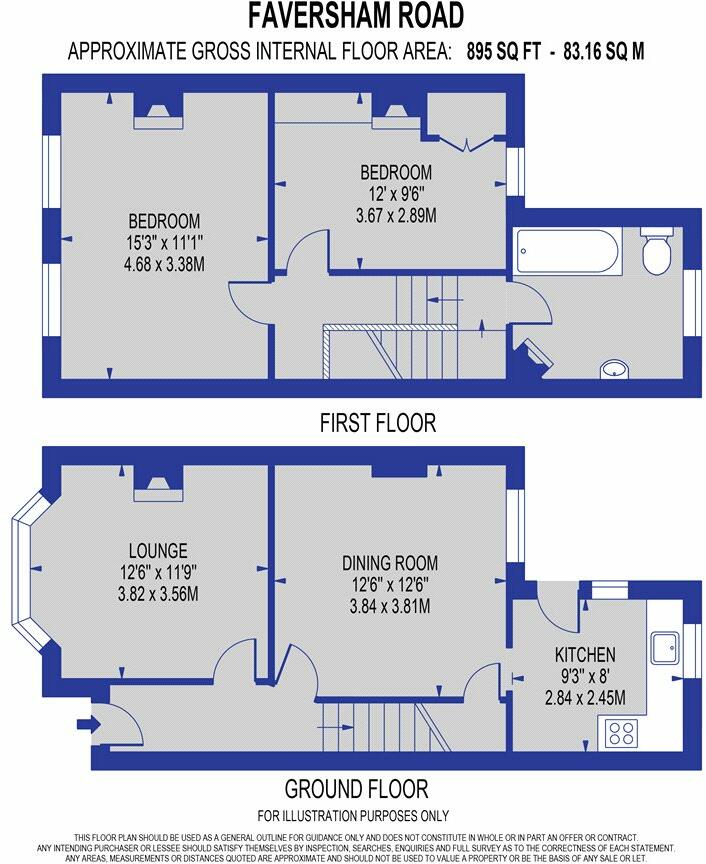 FAVERSHAM ROAD
APPROXIMATE GROSS INTERNAL FLOOR AREA: 895 SQ FT - 83.16 SQ M
BEDROOM
12' x 9'6"
3.67 x 2.89M
BEDROOM
15'3" x 11'1"
4.68 x 3.38M
FIRST FLOOR
LOUNGE
12'6" x 11'9"
3.82 x 3.56M
DINING ROOM
12'6" x 12'6"
3.84 x 3.81M
KITCHEN
9'3" x 8'
2.84 x 2.45M
GROUND FLOOR
FOR ILLUSTRATION PURPOSES ONLY
THIS FLOOR PLAN SHOULD BE USED AS A GENERAL OUTLINE FOR GUIDANCE ONLY AND DOES NOT CONSTITUTE IN WHOLE OR IN PART AN OFFER OR CONTRACT.
ANY INTENDING PURCHASER OR LESSEE SHOULD SATISFY THEMSELVES BY INSPECTION, SEARCHES, ENQUIRIES AND FULL SURVEY AS TO THE CORRECTNESS OF EACH STATEMENT.
ANY AREAS, MEASUREMENTS OR DISTANCES QUOTED ARE APPROXIMATE AND SHOULD NOT BE USED TO VALUE A PROPERTY OR BE THE BASIS OF ANY SALE OR LET.